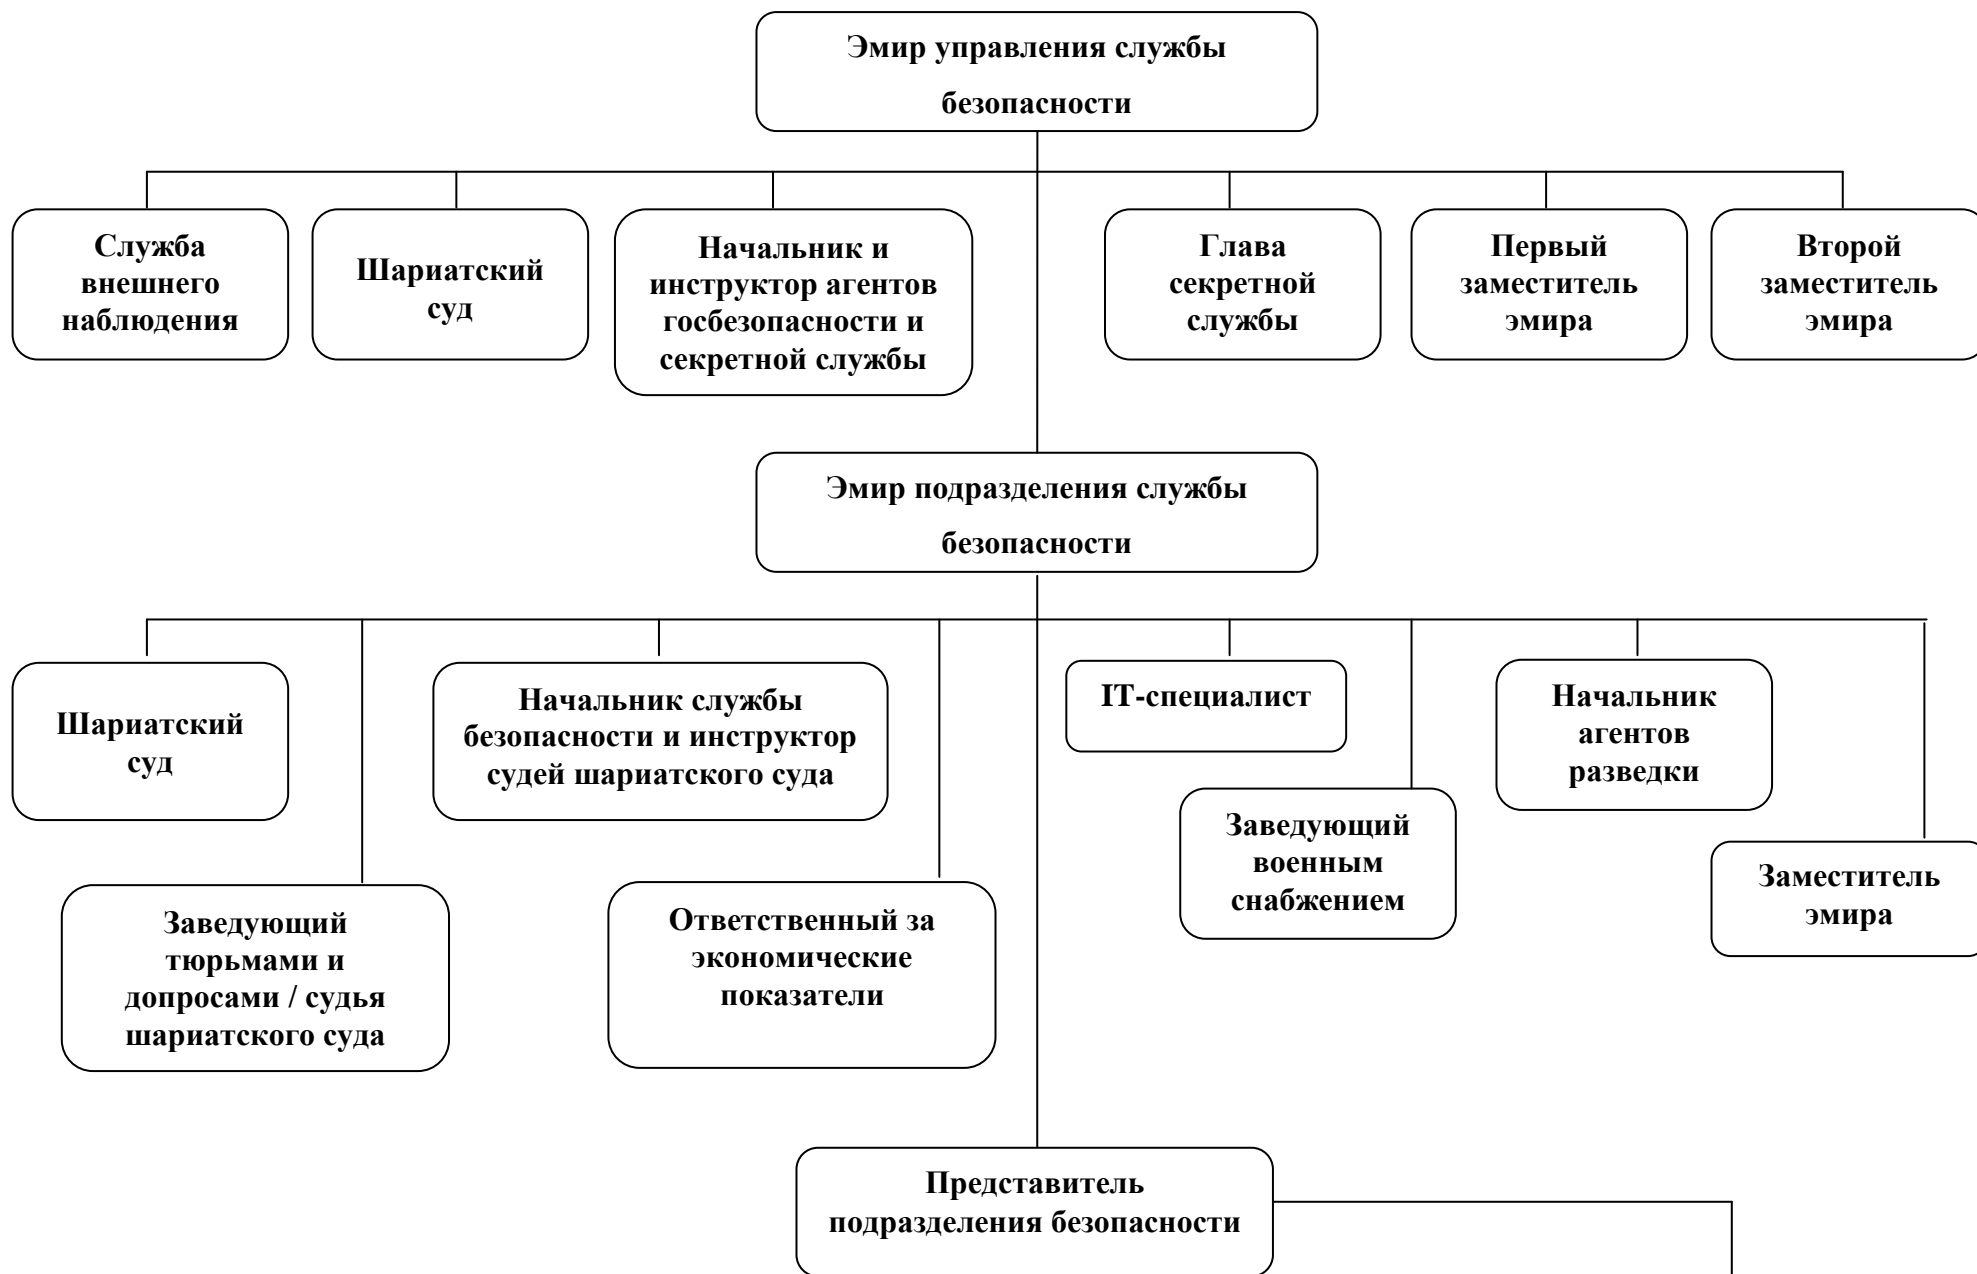 Эмир управления службы
безопасности
Служба
внешнего
наблюдения
Шариатский
суд
Начальник и
инструктор агентов
госбезопасности и
секретной службы
Глава
секретной
службы
Первый
заместитель
эмира
Второй
заместитель
эмира
Эмир подразделения службы
безопасности
Шариатский
суд
Начальник службы
безопасности и инструктор
судей шариатского суда
IT-специалист
Начальник
агентов
разведки
Заведующий
военным
снабжением
Заместитель
эмира
Заведующий
тюрьмами и
допросами / судья
шариатского суда
Ответственный за
экономические
показатели
Представитель
подразделения безопасности